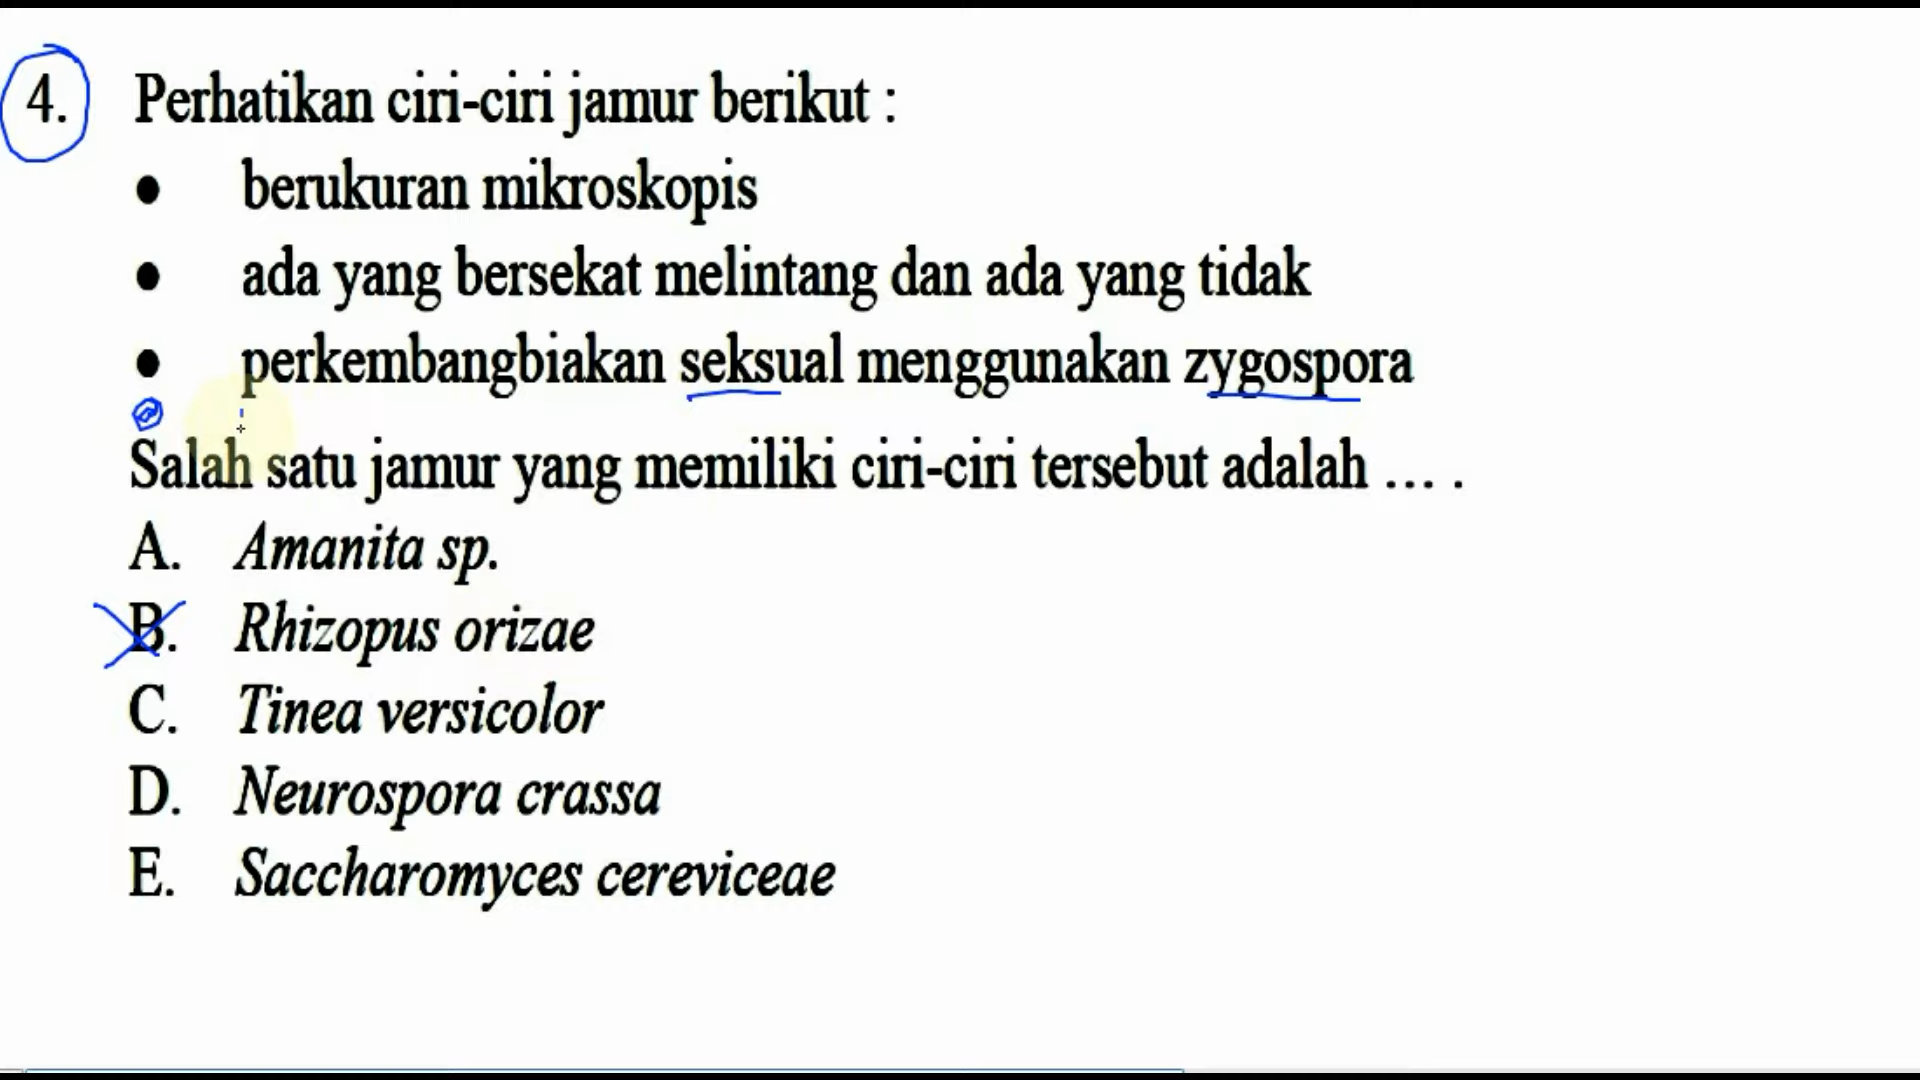 4. Perhatikan ciri-ciri jamur berikut :
• berukuran mikroskopis
• ada yang bersekat melintang dan ada yang tidak
• perkembangbiakan seksual menggunakan zygospora
Salah satu jamur yang memiliki ciri-ciri tersebut adalah ... .
A. Amanita sp.
B. Rhizopus orizae
C. Tinea versicolor
D. Neurospora crassa
E. Saccharomyces cereviceae